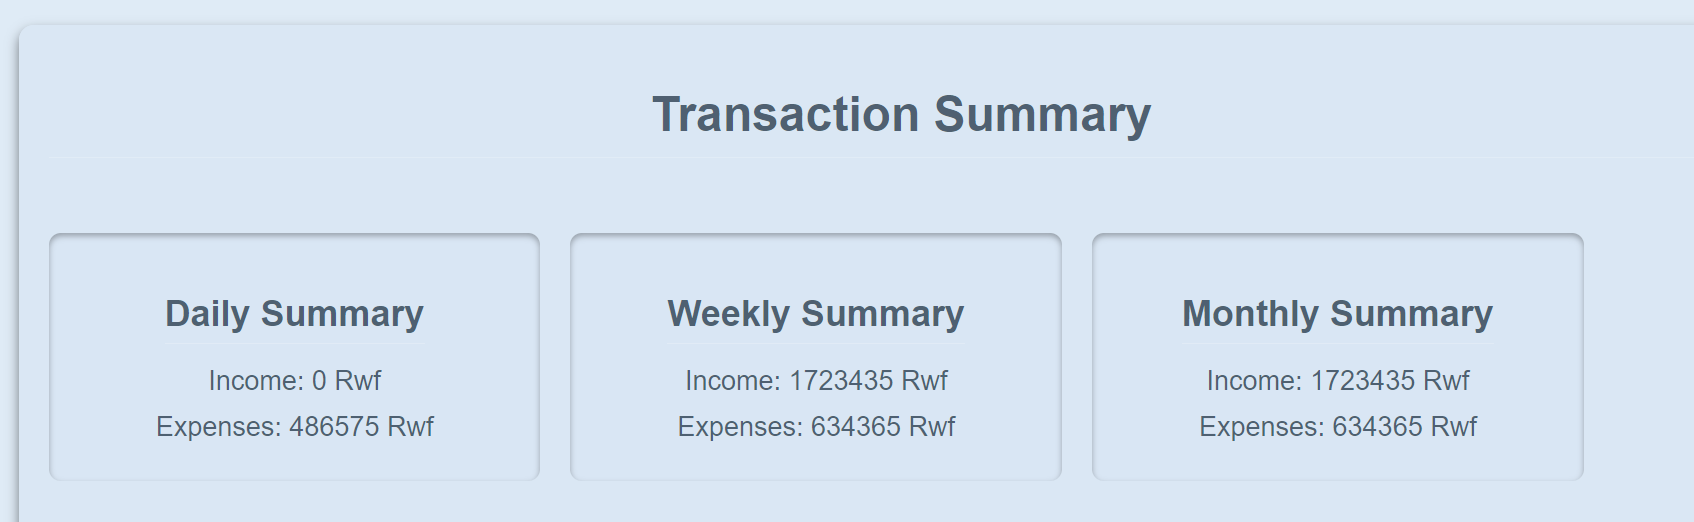 Transaction Summary
Daily Summary
Income: 0 Rwf
Expenses: 486575 Rwf
Weekly Summary
Income: 1723435 Rwf
Expenses: 634365 Rwf
Monthly Summary
Income: 1723435 Rwf
Expenses: 634365 Rwf